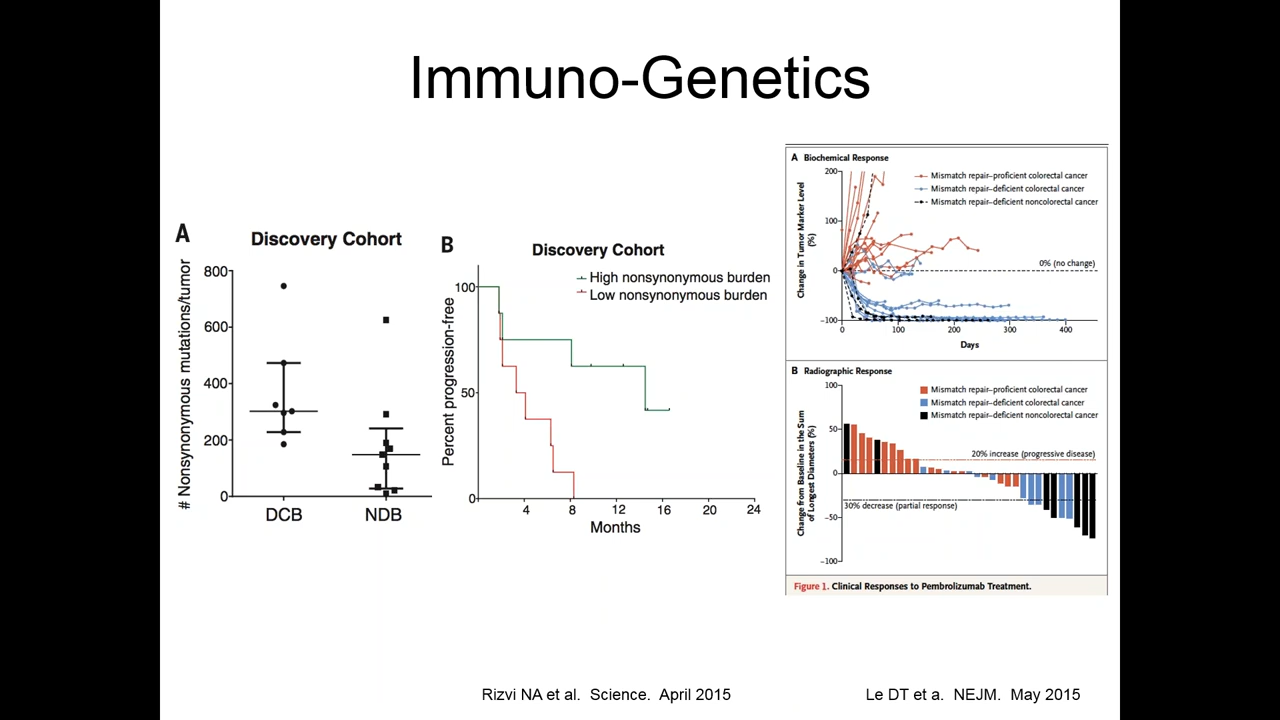 Immuno-Genetics
A
Discovery Cohort
# Nonsynonymous mutations/tumor
800
600
400
200
0
DCB NDB
B
Discovery Cohort
High nonsynonymous burden
Low nonsynonymous burden
Percent progression-free
100
50
0
4 8 12 16 20 24
Months
A Biochemical Response
Mismatch repair–proficient colorectal cancer
Mismatch repair–deficient colorectal cancer
Mismatch repair–deficient noncolorectal cancer
Change in Tumor Marker Level
(%)
200
100
0
−100
0% (no change)
0 100 200 300 400
Days
B Radiographic Response
Mismatch repair–proficient colorectal cancer
Mismatch repair–deficient colorectal cancer
Mismatch repair–deficient noncolorectal cancer
Change from Baseline in the Sum
of Longest Diameters (%)
100
50
0
−50
−100
20% increase (progressive disease)
30% decrease (partial response)
Figure 1. Clinical Responses to Pembrolizumab Treatment.
Rizvi NA et al. Science. April 2015
Le DT et a. NEJM. May 2015